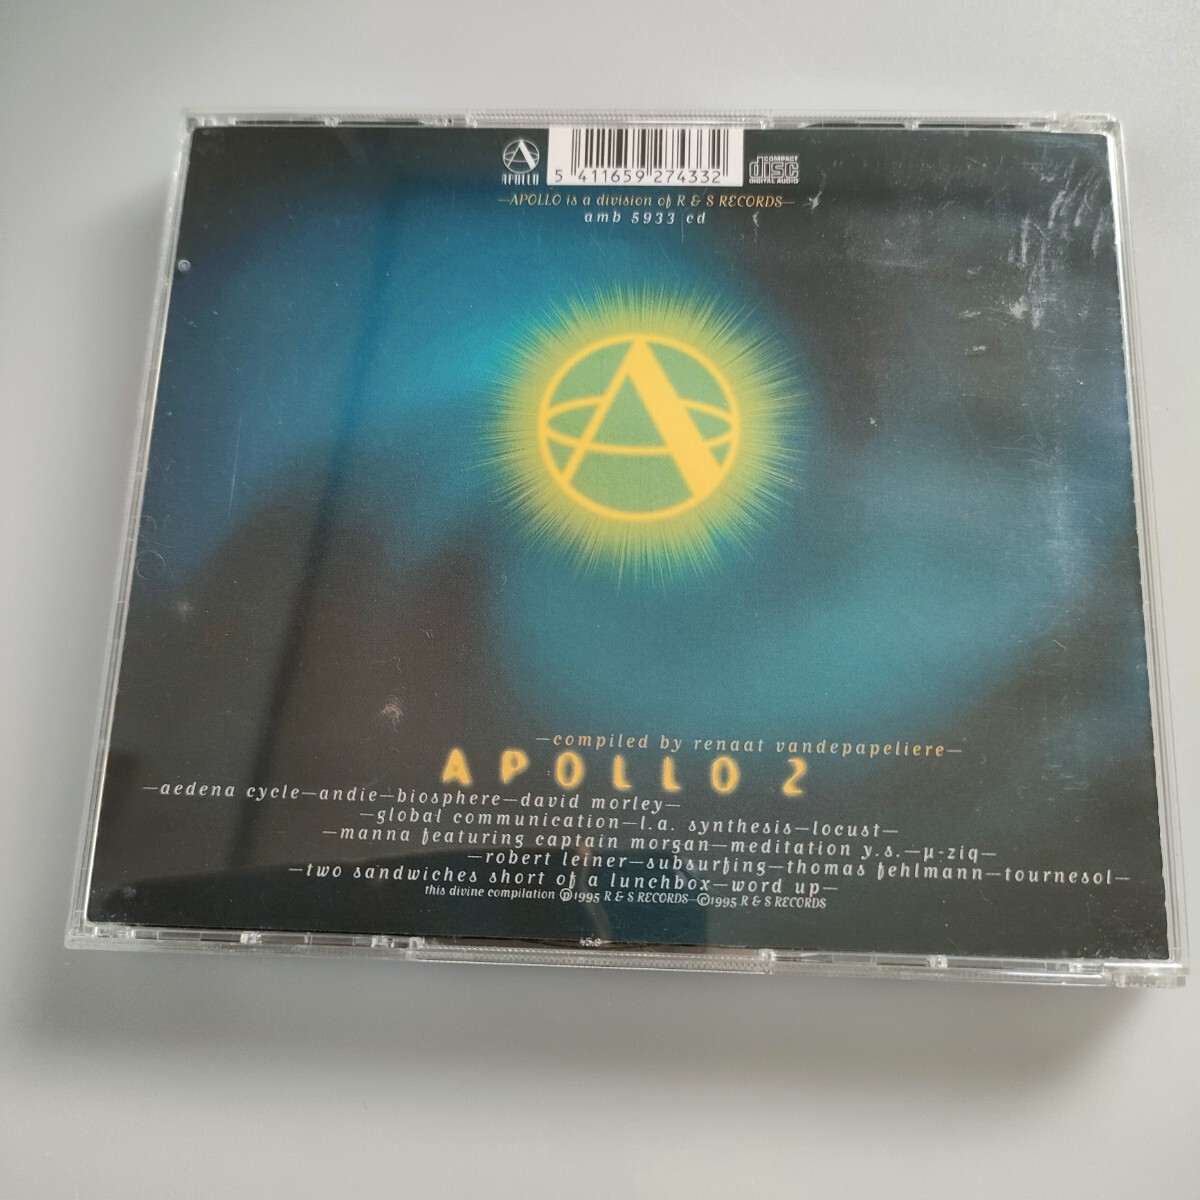 APOLLO
5 411659 274332
COMPACT
disc
DIGITAL AUDIO
—APOLLO is a division of R & S RECORDS—
amb 5933 cd
—compiled by renaat vandepapeliere—
APOLLO 2
—aedena cycle—andie—biosphere—david morley—
—global communication—l.a. synthesis—locust—
—manna featuring captain morgan—meditation y.s.—µ-ziq—
—robert leiner—subsurfing—thomas fehlmann—tournesol—
—two sandwiches short of a lunchbox—word up—
this divine compilation ℗1995 R & S RECORDS—©1995 R & S RECORDS